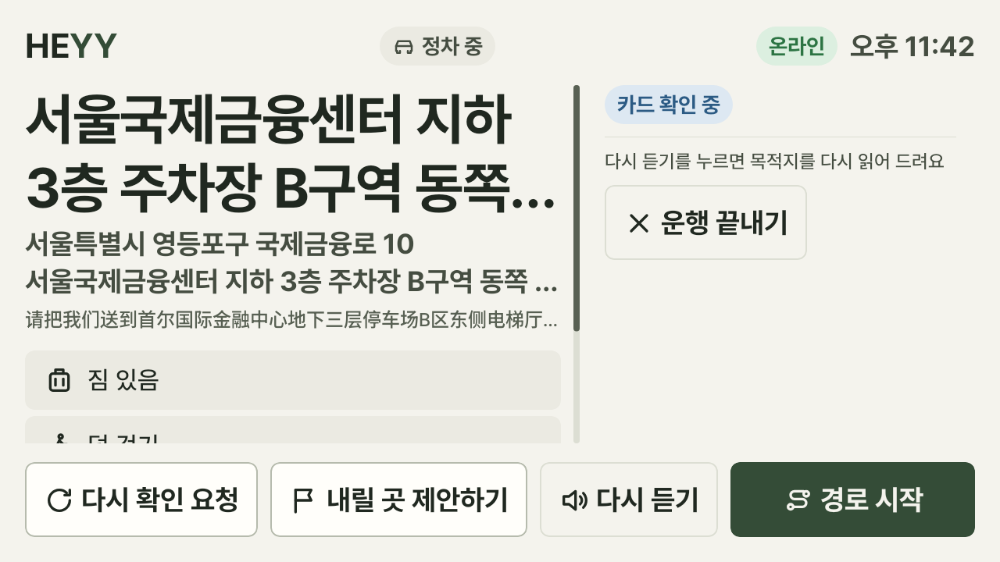 HEYY
정차 중
온라인
오후 11:42
서울국제금융센터 지하
3층 주차장 B구역 동쪽...
서울특별시 영등포구 국제금융로 10
서울국제금융센터 지하 3층 주차장 B구역 동쪽 ...
请把我们送到首尔国际金融中心地下三层停车场B区东侧电梯厅...
짐 있음
카드 확인 중
다시 듣기를 누르면 목적지를 다시 읽어 드려요
운행 끝내기
다시 확인 요청
내릴 곳 제안하기
다시 듣기
경로 시작